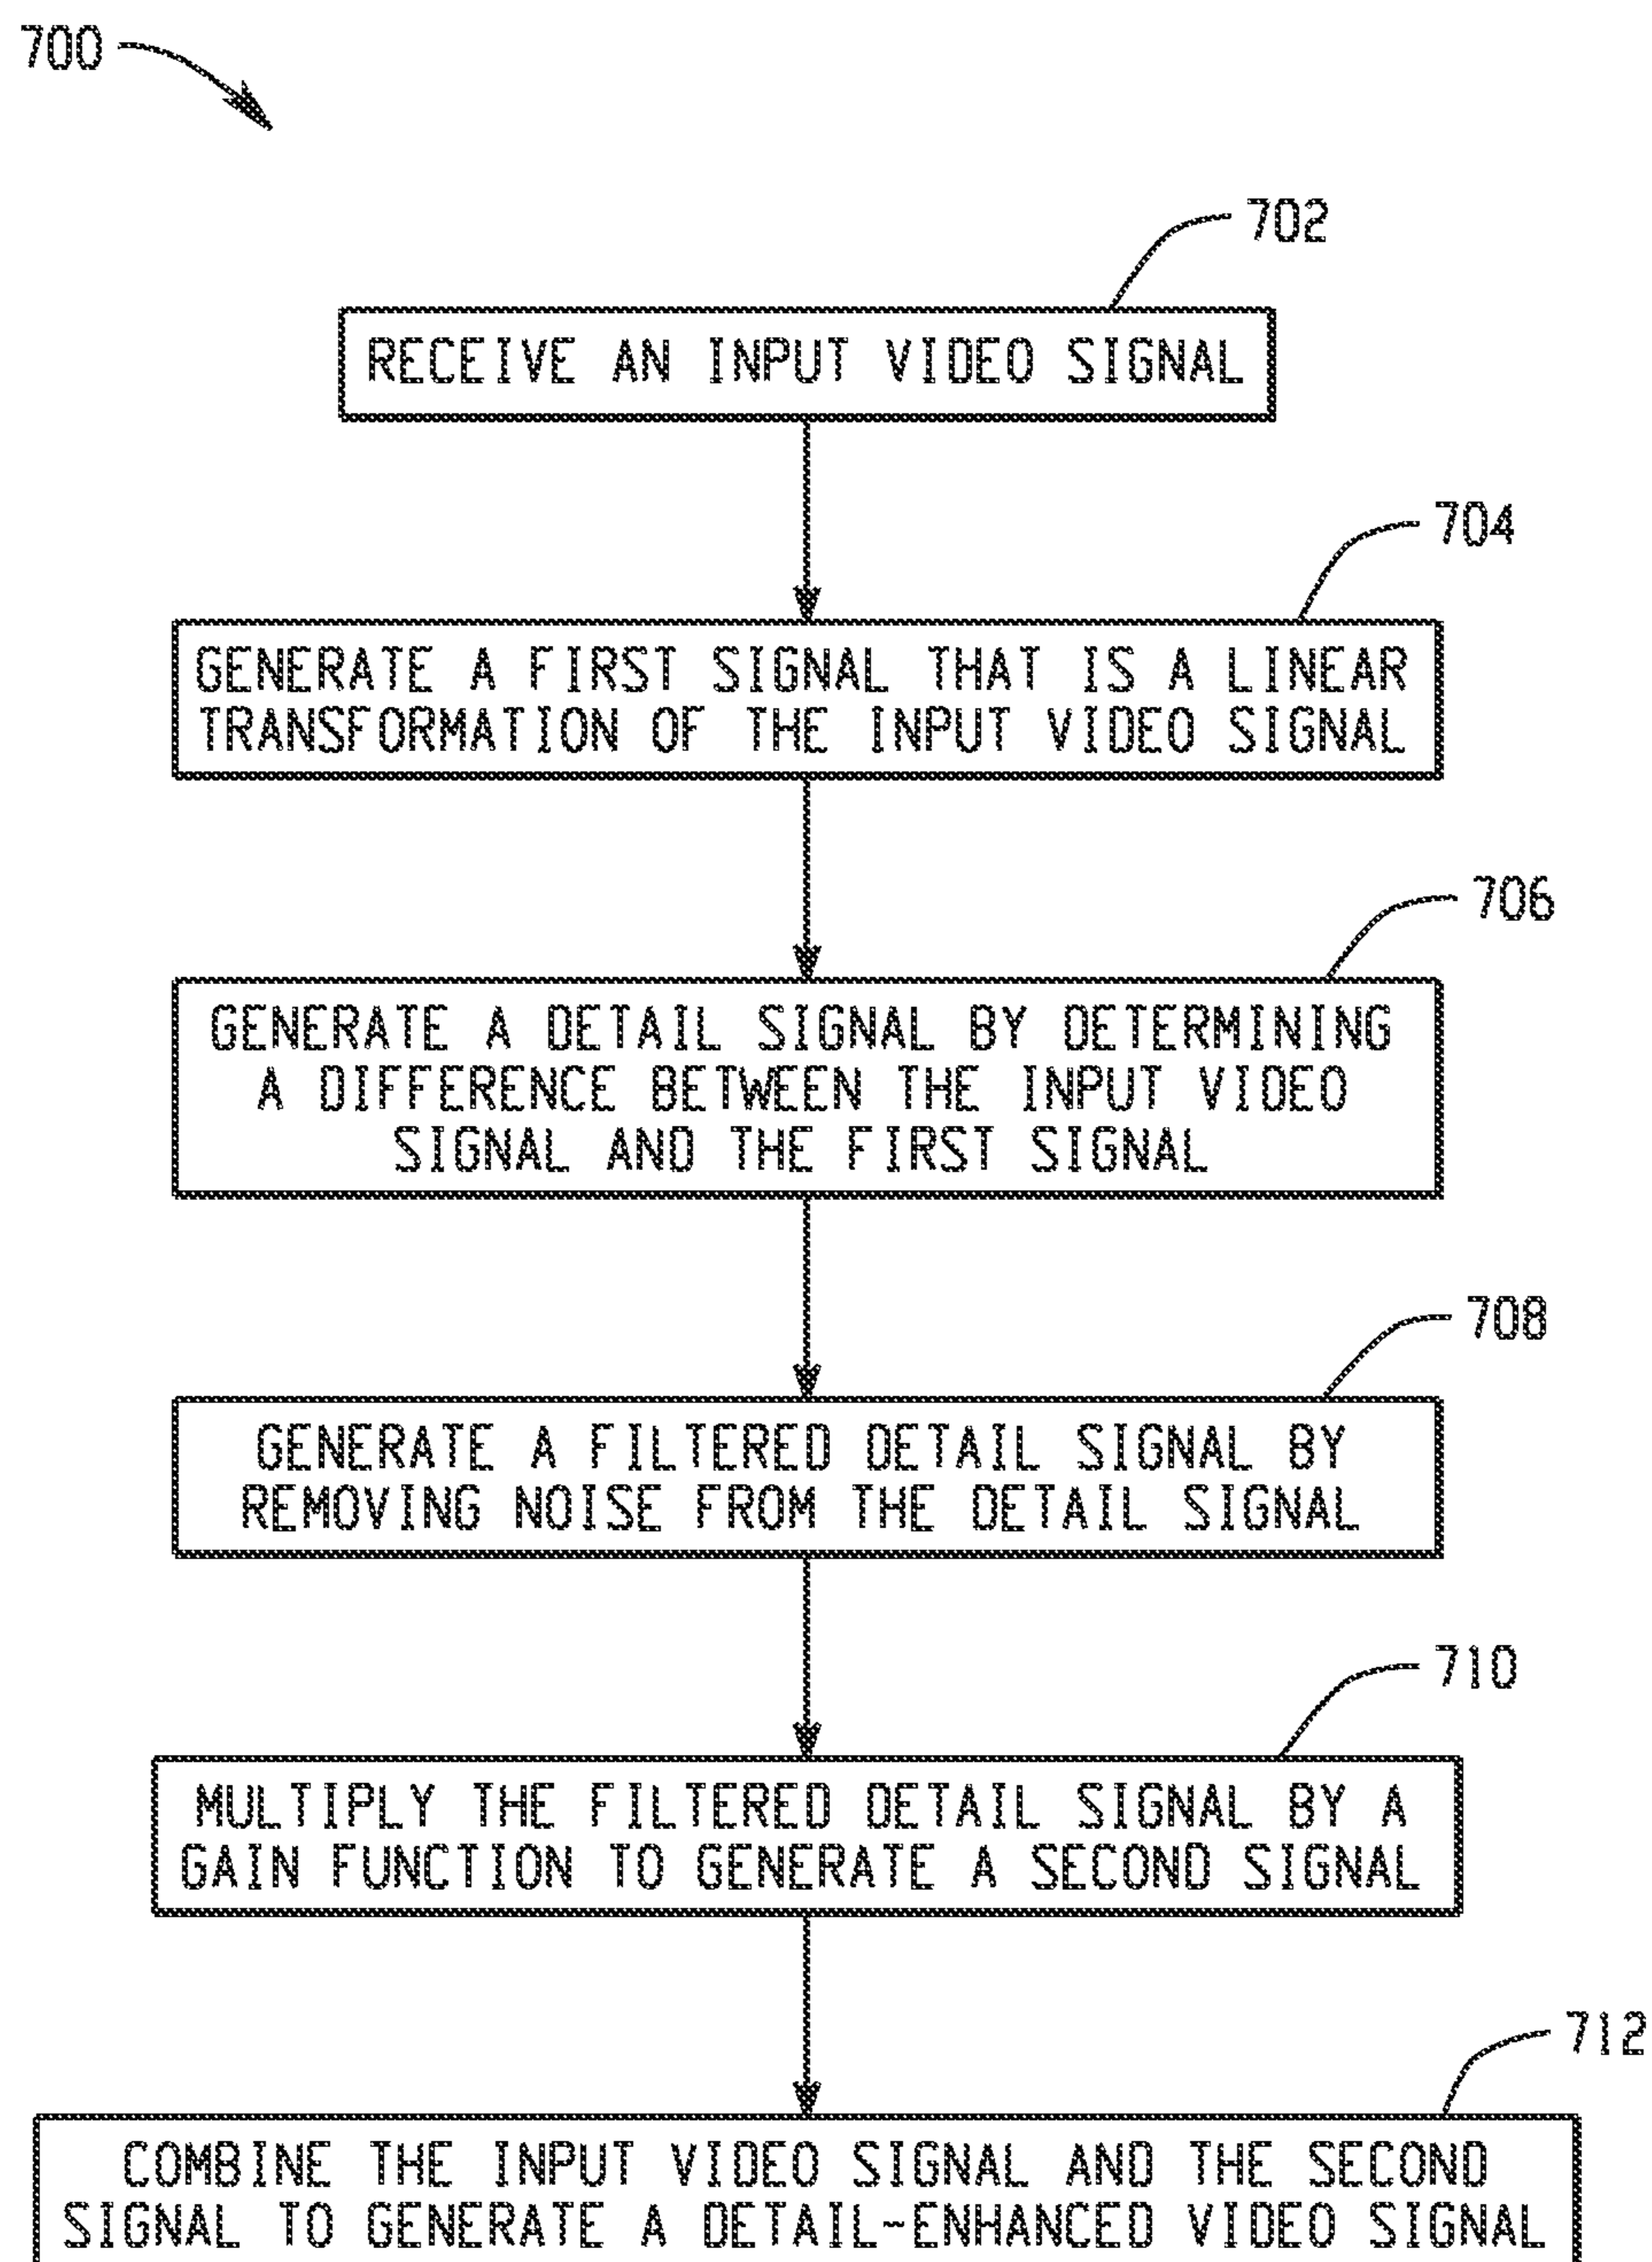 700
702
RECEIVE AN INPUT VIDEO SIGNAL
704
GENERATE A FIRST SIGNAL THAT IS A LINEAR
TRANSFORMATION OF THE INPUT VIDEO SIGNAL
706
GENERATE A DETAIL SIGNAL BY DETERMINING
A DIFFERENCE BETWEEN THE INPUT VIDEO
SIGNAL AND THE FIRST SIGNAL
708
GENERATE A FILTERED DETAIL SIGNAL BY
REMOVING NOISE FROM THE DETAIL SIGNAL
710
MULTIPLY THE FILTERED DETAIL SIGNAL BY A
GAIN FUNCTION TO GENERATE A SECOND SIGNAL
712
COMBINE THE INPUT VIDEO SIGNAL AND THE SECOND
SIGNAL TO GENERATE A DETAIL-ENHANCED VIDEO SIGNAL